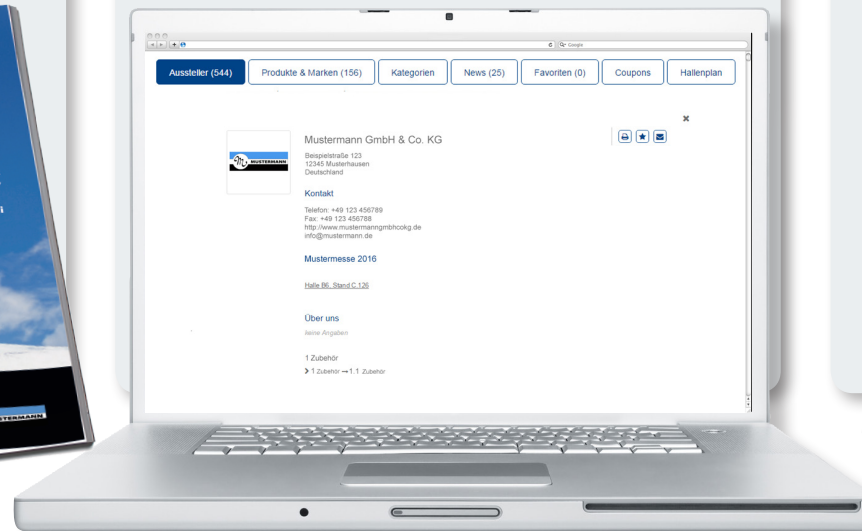 Google
Aussteller (544)
Produkte & Marken (156)
Kategorien
News (25)
Favoriten (0)
Coupons
Hallenplan
MUSTERMANN
Mustermann GmbH & Co. KG
Beispielstraße 123
12345 Musterhausen
Deutschland
Kontakt
Telefon: +49 123 456789
Fax: +49 123 456788
http://www.mustermanngmbhcokg.de
info@mustermann.de
Mustermesse 2016
Halle B6, Stand C.126
Über uns
keine Angaben
1 Zubehör
1 Zubehör → 1.1 Zubehör